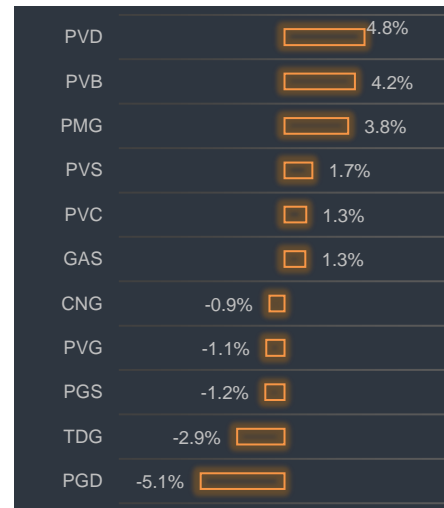 PVD 4.8%
PVB 4.2%
PMG 3.8%
PVS 1.7%
PVC 1.3%
GAS 1.3%
CNG -0.9%
PVG -1.1%
PGS -1.2%
TDG -2.9%
PGD -5.1%